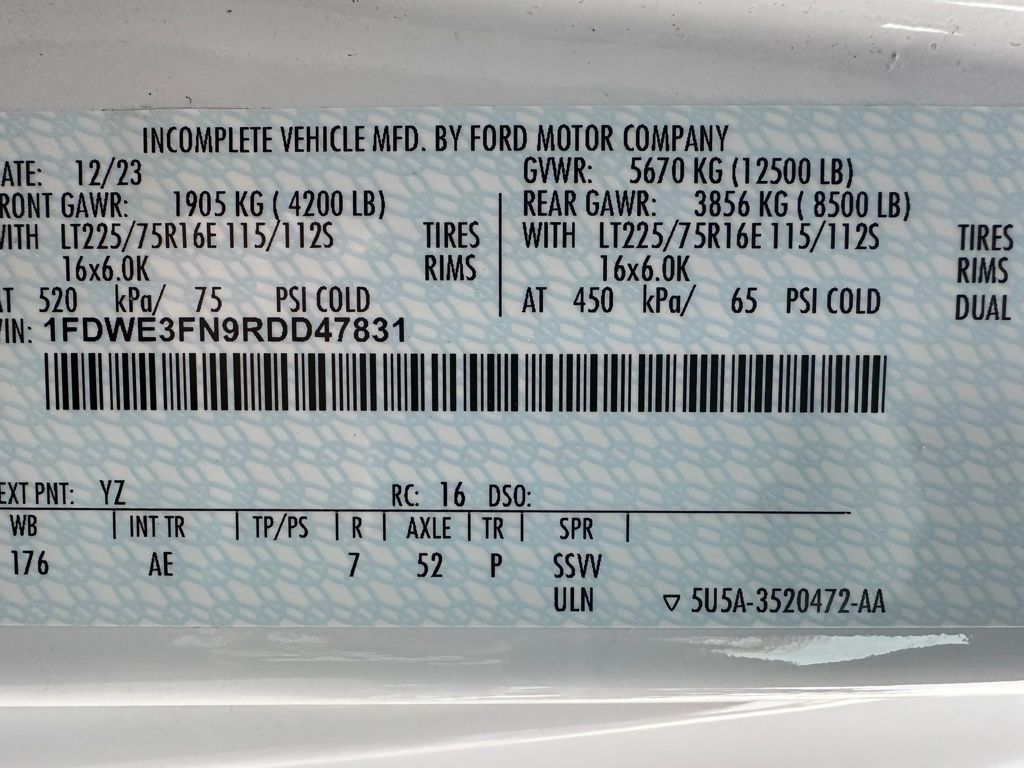 INCOMPLETE VEHICLE MFD. BY FORD MOTOR COMPANY
ATE: 12/23 GVWR: 5670 KG (12500 LB)
RONT GAWR: 1905 KG ( 4200 LB) REAR GAWR: 3856 KG ( 8500 LB)
WITH LT225/75R16E 115/112S TIRES WITH LT225/75R16E 115/112S TIRES
16x6.0K RIMS 16x6.0K RIMS
AT 520 kPa/ 75 PSI COLD AT 450 kPa/ 65 PSI COLD DUAL
VIN: 1FDWE3FN9RDD47831
EXT PNT: YZ RC: 16 DSO:
WB | INT TR | TP/PS | R | AXLE | TR | SPR |
176 AE 7 52 P SSVV
ULN ▽ 5U5A-3520472-AA